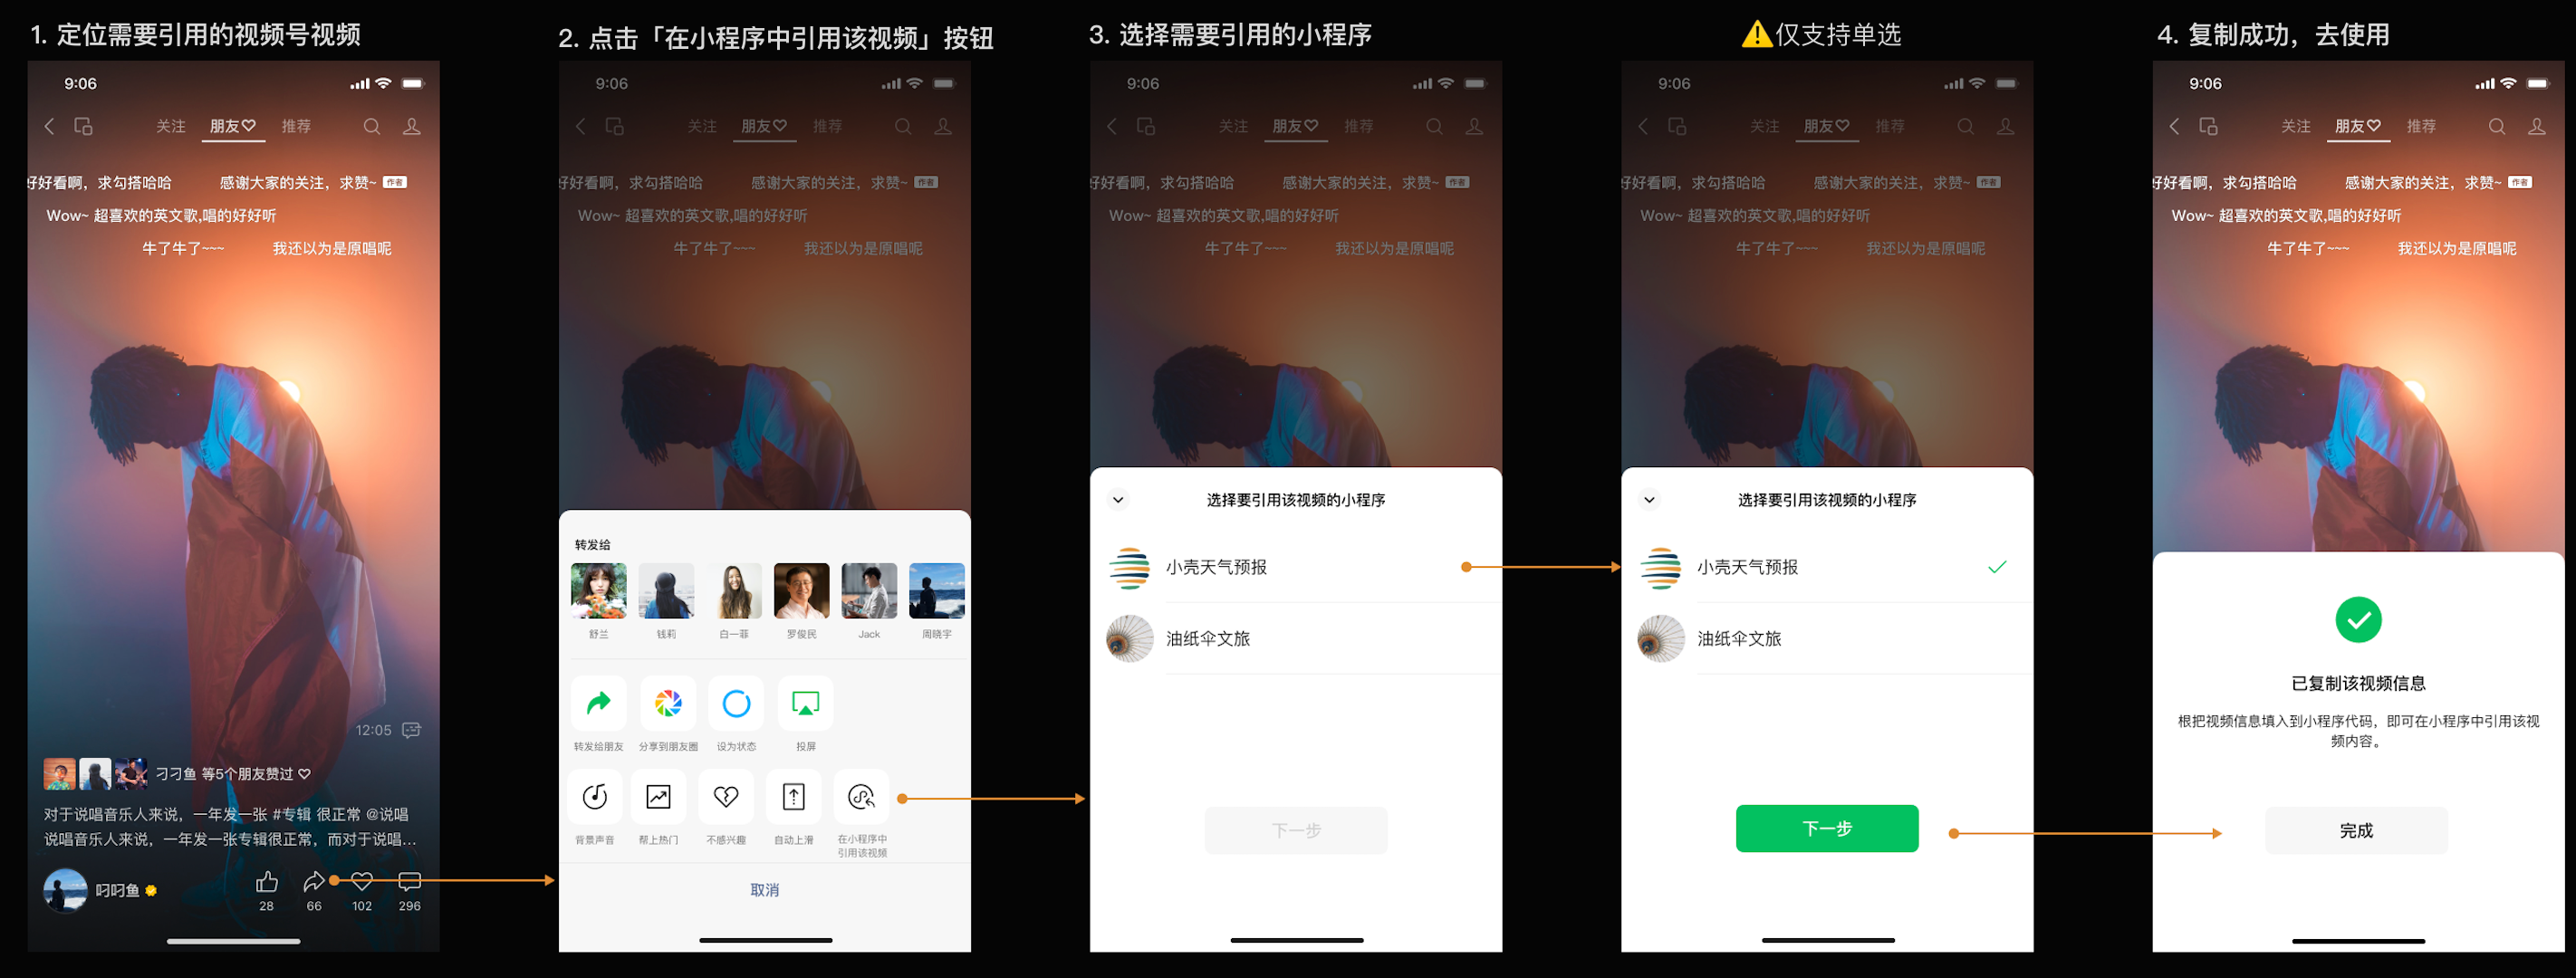 1. 定位需要引用的视频号视频
9:06
关注 朋友♡ 推荐
好好看啊，求勾搭哈哈 感谢大家的关注，求赞~ 作者
Wow~ 超喜欢的英文歌,唱的好好听
牛了牛了~~~ 我还以为是原唱呢
12:05
刁刁鱼 等5个朋友赞过
对于说唱音乐人来说，一年发一张 #专辑 很正常 @说唱
说唱音乐人来说，一年发一张专辑很正常，而对于说唱...
叼叼鱼
28 66 102 296
2. 点击「在小程序中引用该视频」按钮
9:06
关注 朋友♡ 推荐
好好看啊，求勾搭哈哈 感谢大家的关注，求赞~ 作者
Wow~ 超喜欢的英文歌,唱的好好听
牛了牛了~~~ 我还以为是原唱呢
转发给
舒兰 钱莉 白一菲 罗俊民 Jack 周晓宇
转发给朋友 分享到朋友圈 设为状态 投屏
背景声音 帮上热门 不感兴趣 自动上滑 在小程序中
引用该视频
取消
3. 选择需要引用的小程序
9:06
关注 朋友♡ 推荐
好好看啊，求勾搭哈哈 感谢大家的关注，求赞~ 作者
Wow~ 超喜欢的英文歌,唱的好好听
牛了牛了~~~ 我还以为是原唱呢
选择要引用该视频的小程序
小壳天气预报
油纸伞文旅
下一步
⚠️仅支持单选
9:06
关注 朋友♡ 推荐
好好看啊，求勾搭哈哈 感谢大家的关注，求赞~ 作者
Wow~ 超喜欢的英文歌,唱的好好听
牛了牛了~~~ 我还以为是原唱呢
选择要引用该视频的小程序
小壳天气预报
油纸伞文旅
下一步
4. 复制成功，去使用
9:06
关注 朋友♡ 推荐
好好看啊，求勾搭哈哈 感谢大家的关注，求赞~ 作者
Wow~ 超喜欢的英文歌,唱的好好听
牛了牛了~~~ 我还以为是原唱呢
已复制该视频信息
根把视频信息填入到小程序代码，即可在小程序中引用该视
频内容。
完成